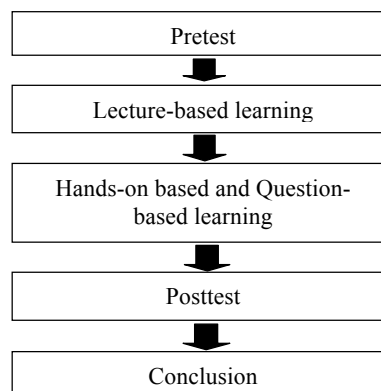 Pretest
Lecture-based learning
Hands-on based and Question-
based learning
Posttest
Conclusion